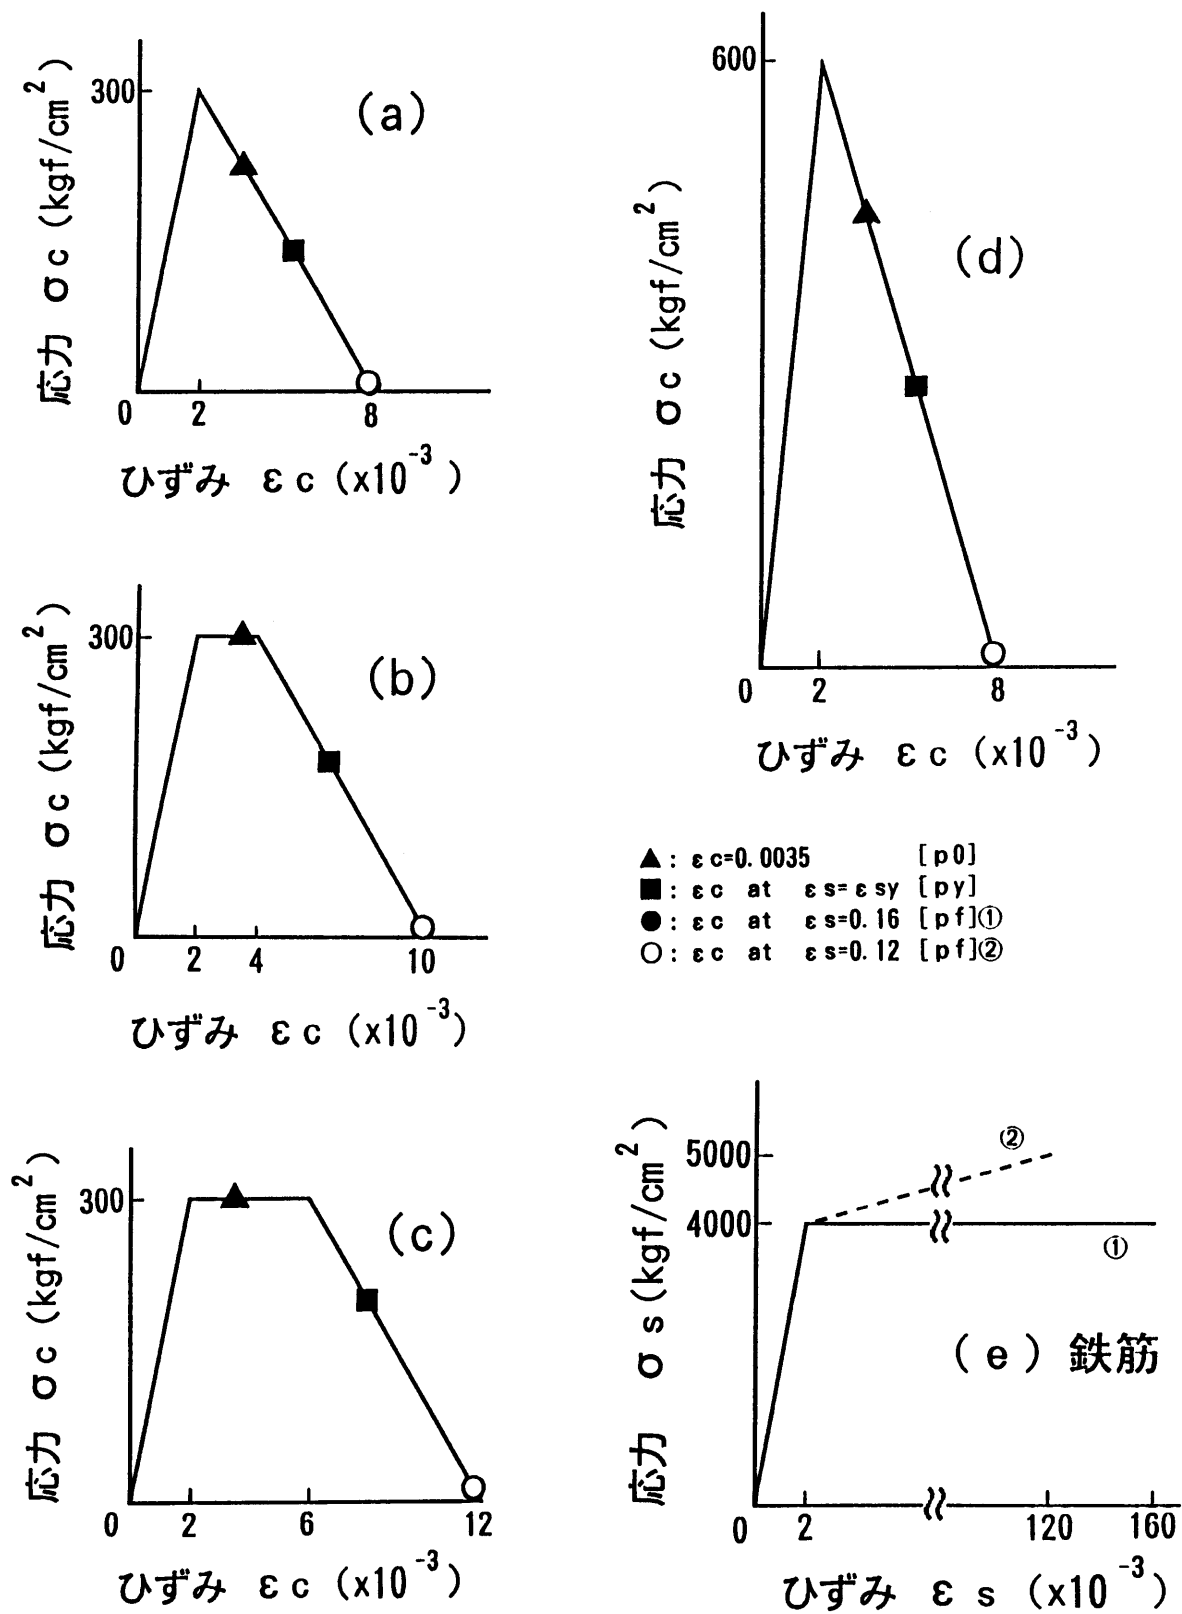 300
応力 σc (kgf/cm²)
(a)
0 2 8
ひずみ εc (x10⁻³)
300
応力 σc (kgf/cm²)
(b)
0 2 4 10
ひずみ εc (x10⁻³)
300
応力 σc (kgf/cm²)
(c)
0 2 6 12
ひずみ εc (x10⁻³)
600
応力 σc (kgf/cm²)
(d)
0 2 8
ひずみ εc (x10⁻³)
▲: εc=0.0035 [p0]
■: εc at εs=εsy [py]
●: εc at εs=0.16 [pf]①
○: εc at εs=0.12 [pf]②
5000
4000
応力 σs (kgf/cm²)
②
①
(e) 鉄筋
0 2 120 160
ひずみ εs (x10⁻³)